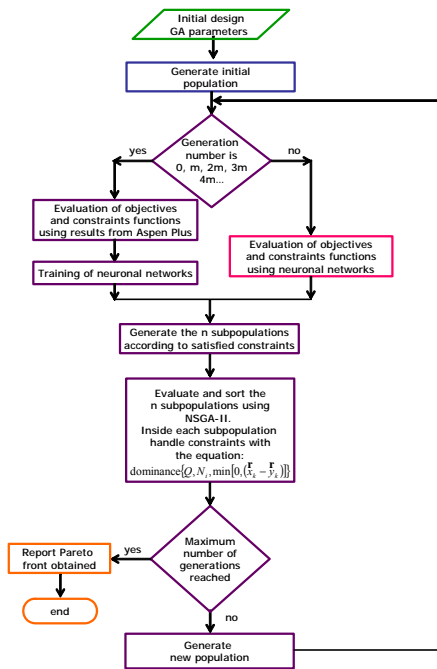 Initial design
GA parameters
Generate initial
population
yes
Generation
number is
0, m, 2m, 3m
4m...
no
Evaluation of objectives
and constraints functions
using results from Aspen Plus
Training of neuronal networks
Evaluation of objectives
and constraints functions
using neuronal networks
Generate the n subpopulations
according to satisfied constraints
Evaluate and sort the
n subpopulations using
NSGA-II.
Inside each subpopulation
handle constraints with
the equation:
dominance{Q, N_i, min[0, (x_k − y_k)]}
Maximum
number of
generations
reached
yes
Report Pareto
front obtained
end
no
Generate
new population